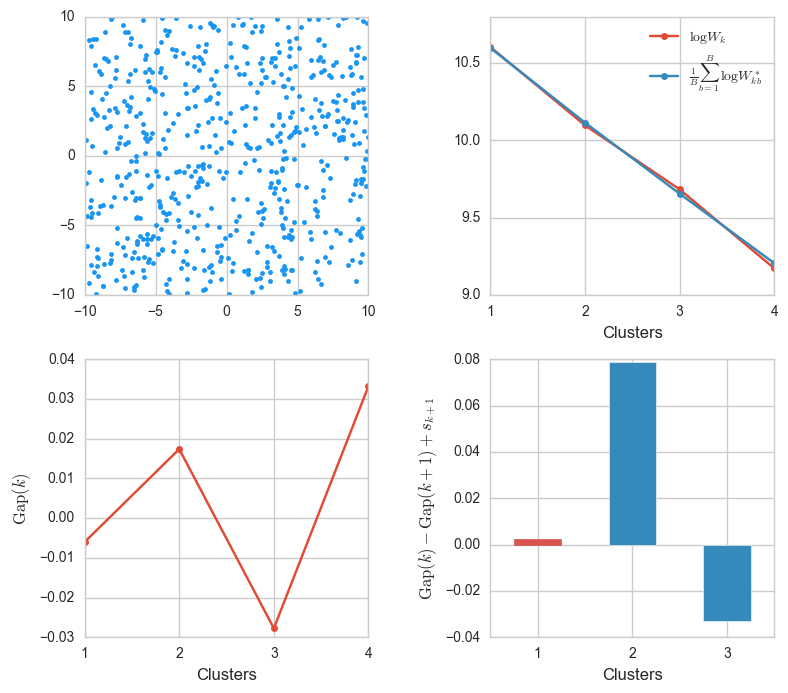 10
5
0
−5
−10
−10 −5 0 5 10
log W_k
1/B ∑_{b=1}^{B} log W*_{kb}
10.5
10.0
9.5
9.0
1 2 3 4
Clusters
0.04
0.03
0.02
0.01
0.00
−0.01
−0.02
−0.03
Gap(k)
1 2 3 4
Clusters
0.08
0.06
0.04
0.02
0.00
−0.02
−0.04
Gap(k) − Gap(k+1) + s_{k+1}
1 2 3
Clusters